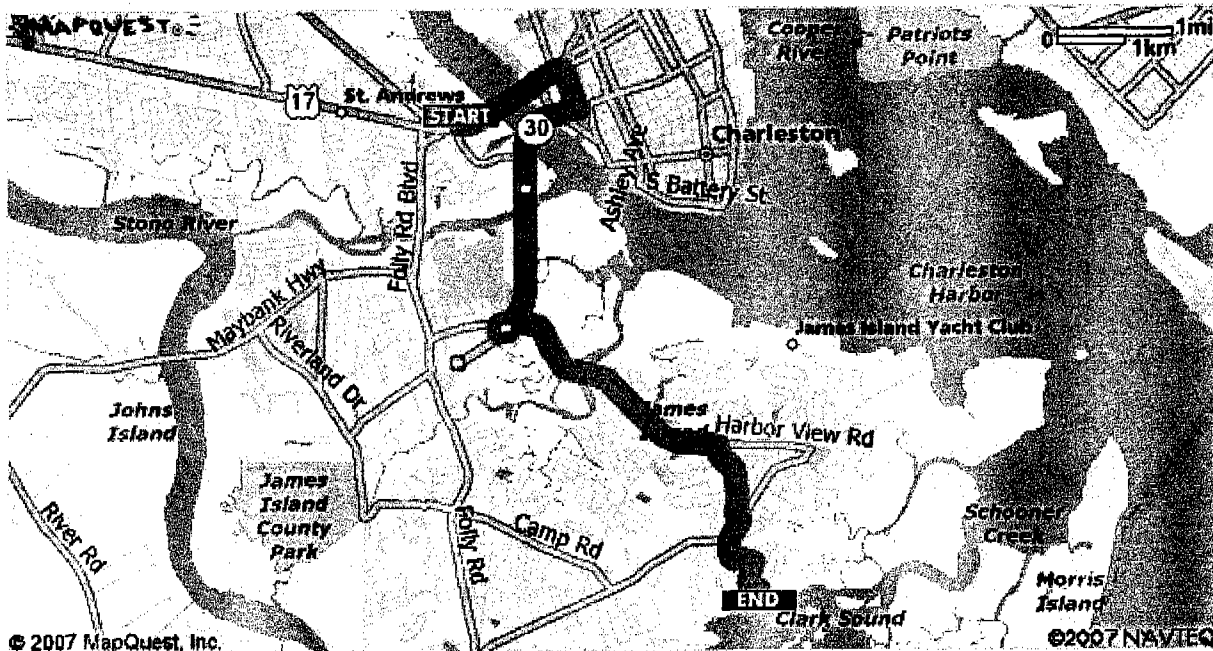 MAPQUEST
Cooper
River
Patriots
Point
0
1mi
1km
17
St. Andrews
START
30
Charleston
Ashley Ave
S Battery St
Folly Rd Blvd
Stono River
Maybank Hwy
Riverland Dr
Charleston
Harbor
James Island Yacht Club
Johns
Island
James
Harbor View Rd
James
Island
County
Park
River Rd
Folly Rd
Camp Rd
Schooner
Creek
Morris
Island
END
Clark Sound
© 2007 MapQuest, Inc.
©2007 NAVTEQ